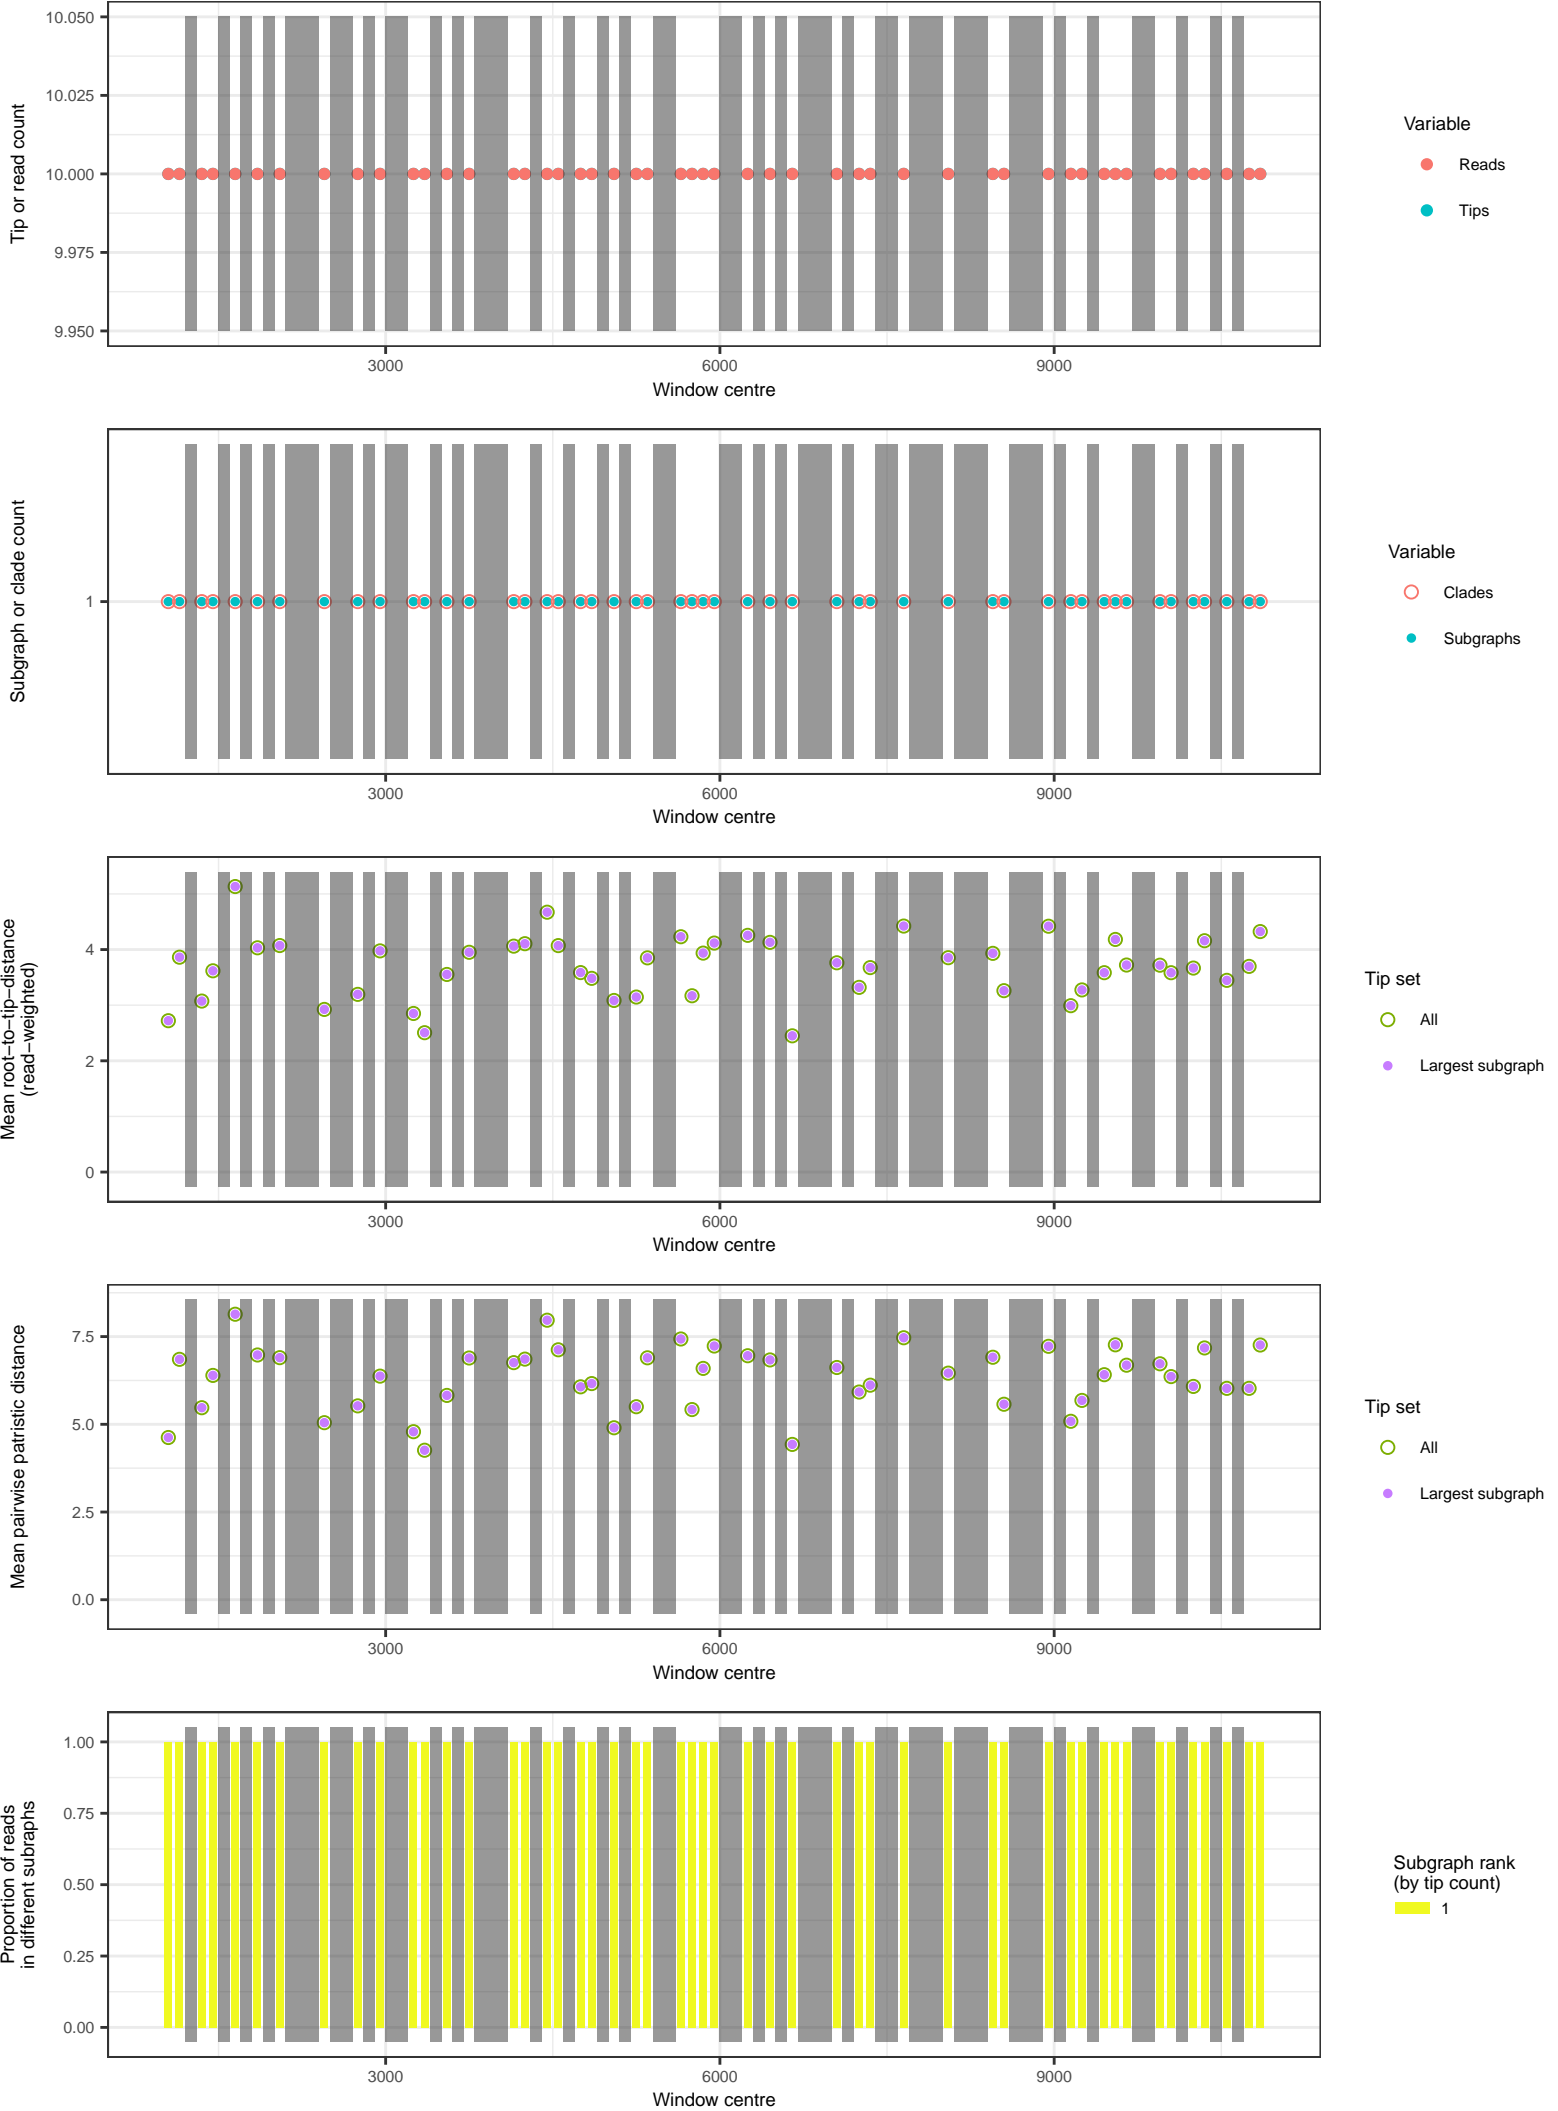 10.050
10.025
10.000
9.975
9.950
Tip or read count
3000
6000
9000
Window centre
Variable
Reads
Tips
1
Subgraph or clade count
3000
6000
9000
Window centre
Variable
Clades
Subgraphs
4
2
0
Mean root−to−tip−distance
(read−weighted)
3000
6000
9000
Window centre
Tip set
All
Largest subgraph
7.5
5.0
2.5
0.0
Mean pairwise patristic distance
3000
6000
9000
Window centre
Tip set
All
Largest subgraph
1.00
0.75
0.50
0.25
0.00
Proportion of reads
in different subraphs
3000
6000
9000
Window centre
Subgraph rank
(by tip count)
1